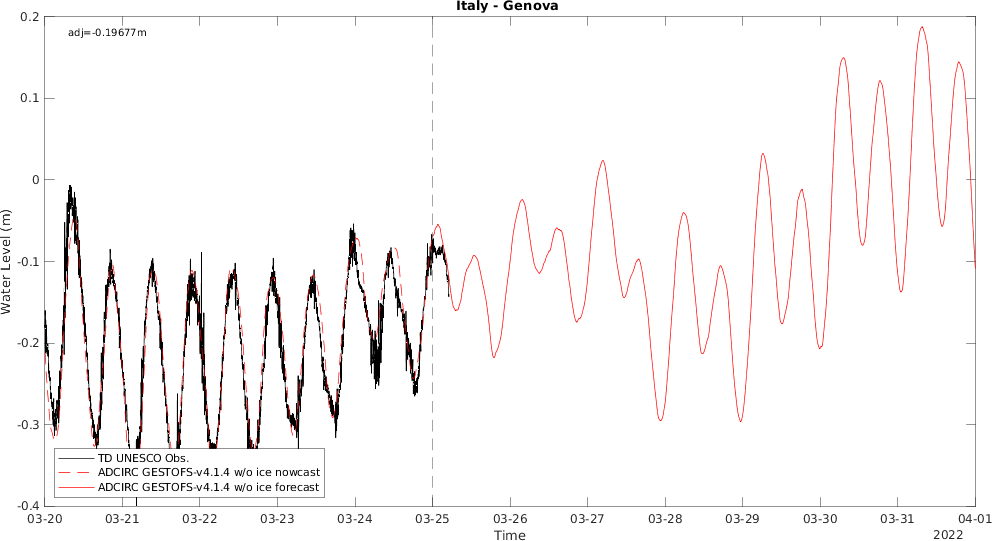 Italy - Genova
adj=-0.19677m
Water Level (m)
0.2
0.1
0
-0.1
-0.2
-0.3
-0.4
TD UNESCO Obs.
ADCIRC GESTOFS-v4.1.4 w/o ice nowcast
ADCIRC GESTOFS-v4.1.4 w/o ice forecast
03-20 03-21 03-22 03-23 03-24 03-25 03-26 03-27 03-28 03-29 03-30 03-31 04-01
Time
2022